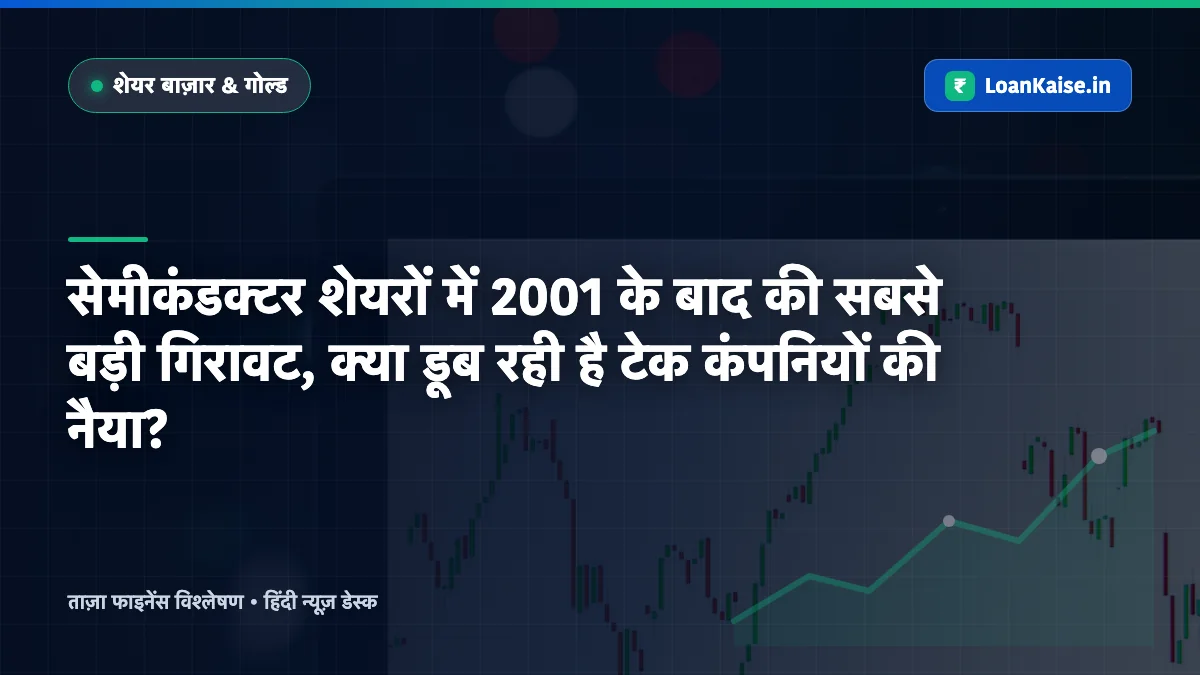 शेयर बाज़ार & गोल्ड
₹ LoanKaise.in
सेमीकंडक्टर शेयरों में 2001 के बाद की सबसे
बड़ी गिरावट, क्या डूब रही है टेक कंपनियों की
नैया?
ताज़ा फाइनेंस विश्लेषण • हिंदी न्यूज़ डेस्क